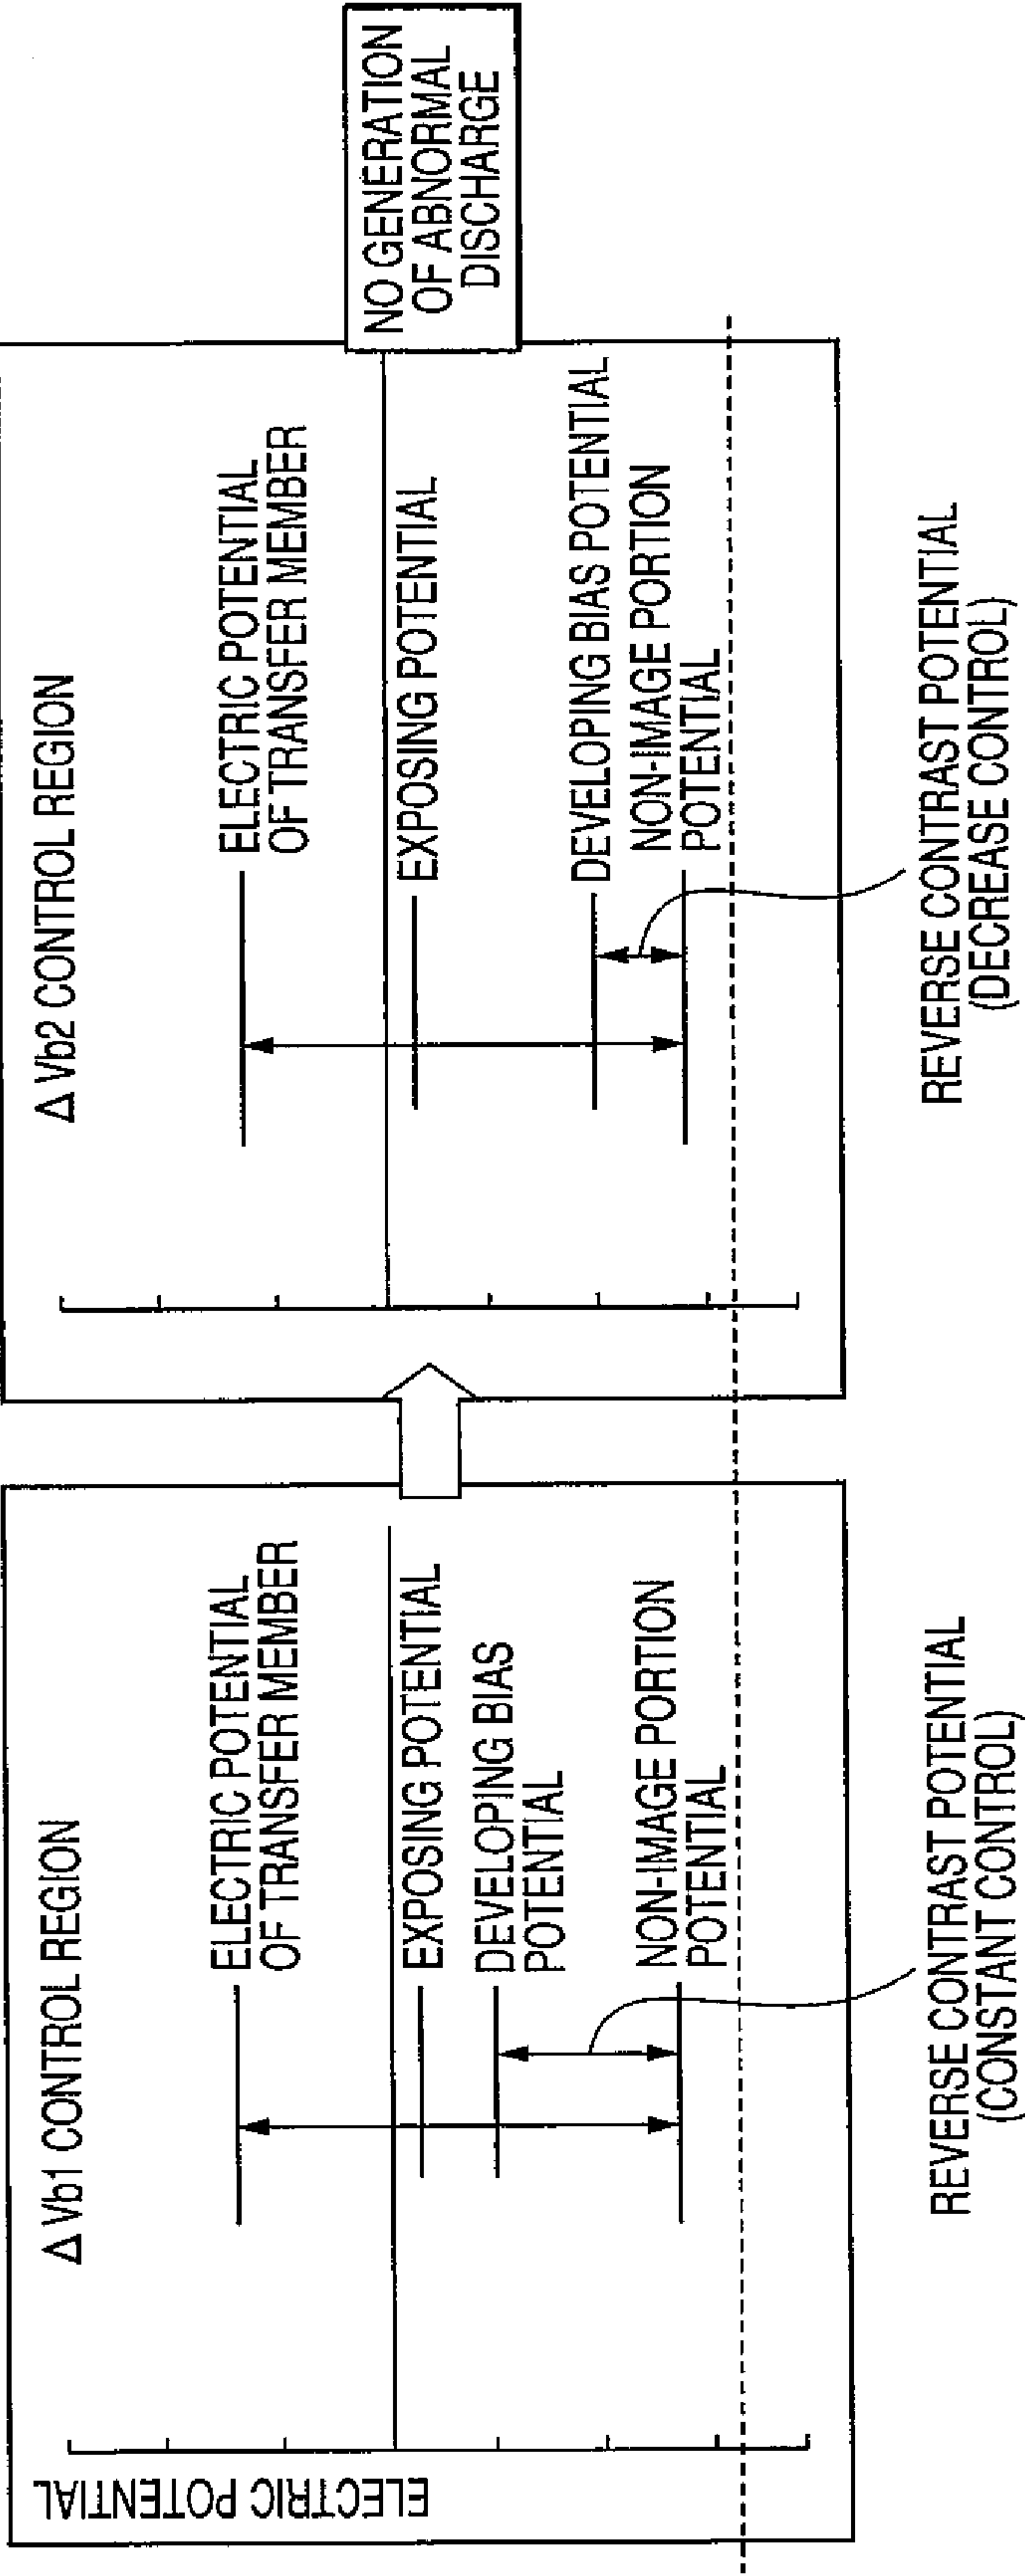 ELECTRIC POTENTIAL
Δ Vb1 CONTROL REGION
ELECTRIC POTENTIAL
OF TRANSFER MEMBER
EXPOSING POTENTIAL
DEVELOPING BIAS
POTENTIAL
NON-IMAGE PORTION
POTENTIAL
REVERSE CONTRAST POTENTIAL
(CONSTANT CONTROL)
Δ Vb2 CONTROL REGION
ELECTRIC POTENTIAL
OF TRANSFER MEMBER
EXPOSING POTENTIAL
DEVELOPING BIAS POTENTIAL
NON-IMAGE PORTION
POTENTIAL
REVERSE CONTRAST POTENTIAL
(DECREASE CONTROL)
NO GENERATION
OF ABNORMAL
DISCHARGE